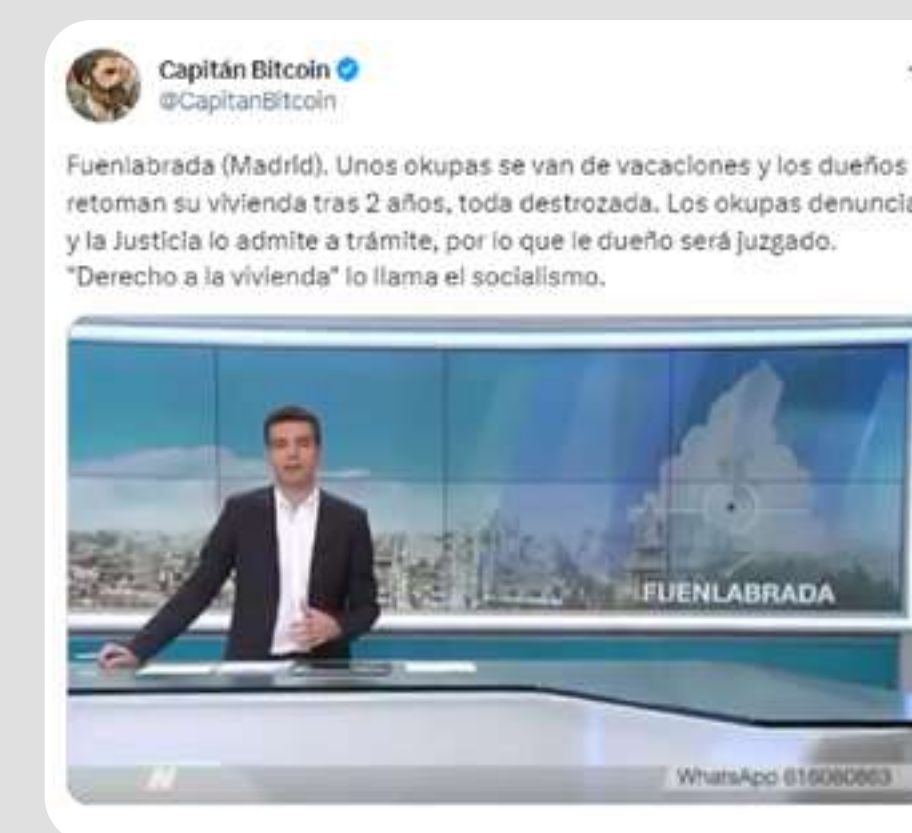 Capitán Bitcoin
@CapitanBitcoin
Fuenlabrada (Madrid). Unos okupas se van de vacaciones y los dueños
retoman su vivienda tras 2 años, toda destrozada. Los okupas denuncia
y la Justicia lo admite a trámite, por lo que le dueño será juzgado.
"Derecho a la vivienda" lo llama el socialismo.
FUENLABRADA
WhatsApp 616080863